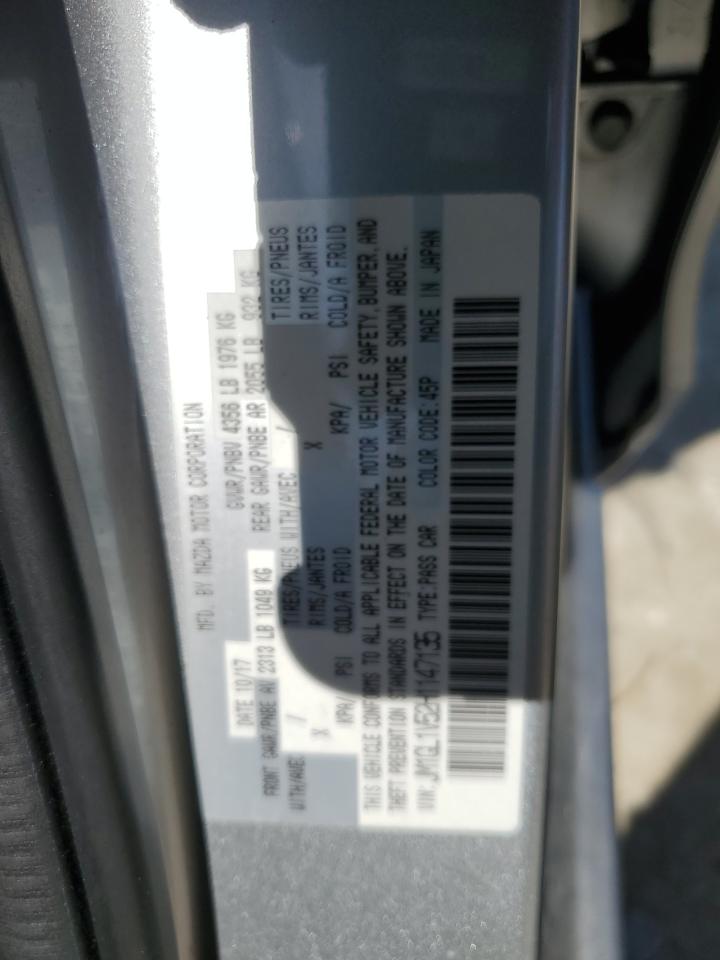 MFD. BY MAZDA MOTOR CORPORATION
DATE 10/17 GVWR/PNBV 4356 LB 1976 KG
FRONT GAWR/PNBE AV 2313 LB 1049 KG REAR GAWR/PNBE AR 2055 LB 932 KG
WITH/AVEC / TIRES/PNEUS WITH/AVEC / TIRES/PNEUS
X RIMS/JANTES X RIMS/JANTES
KPA/ PSI COLD/A FROID KPA/ PSI COLD/A FROID
THIS VEHICLE CONFORMS TO ALL APPLICABLE FEDERAL MOTOR VEHICLE SAFETY, BUMPER, AND
THEFT PREVENTION STANDARDS IN EFFECT ON THE DATE OF MANUFACTURE SHOWN ABOVE.
VIN: TYPE:PASS CAR COLOR CODE:45P MADE IN JAPAN